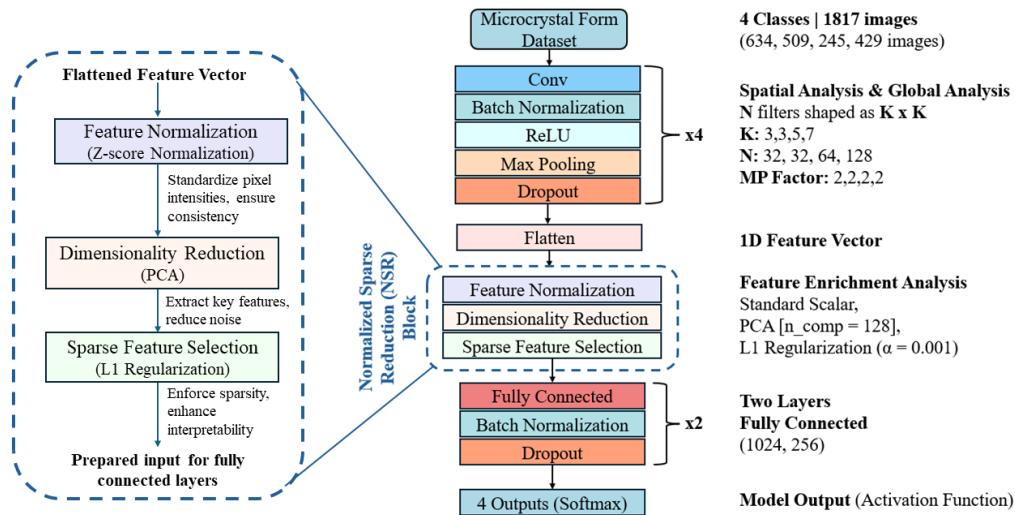 Flattened Feature Vector
Feature Normalization
(Z-score Normalization)
Standardize pixel
intensities, ensure
consistency
Dimensionality Reduction
(PCA)
Extract key features,
reduce noise
Sparse Feature Selection
(L1 Regularization)
Enforce sparsity,
enhance
interpretability
Prepared input for fully
connected layers
Normalized Sparse
Reduction (NSR)
Block
Microcrystal Form
Dataset
Conv
Batch Normalization
ReLU
Max Pooling
Dropout
x4
Flatten
Feature Normalization
Dimensionality Reduction
Sparse Feature Selection
Fully Connected
Batch Normalization
Dropout
x2
4 Outputs (Softmax)
4 Classes | 1817 images
(634, 509, 245, 429 images)
Spatial Analysis & Global Analysis
N filters shaped as K x K
K: 3,3,5,7
N: 32, 32, 64, 128
MP Factor: 2,2,2,2
1D Feature Vector
Feature Enrichment Analysis
Standard Scalar,
PCA [n_comp = 128],
L1 Regularization (α = 0.001)
Two Layers
Fully Connected
(1024, 256)
Model Output (Activation Function)